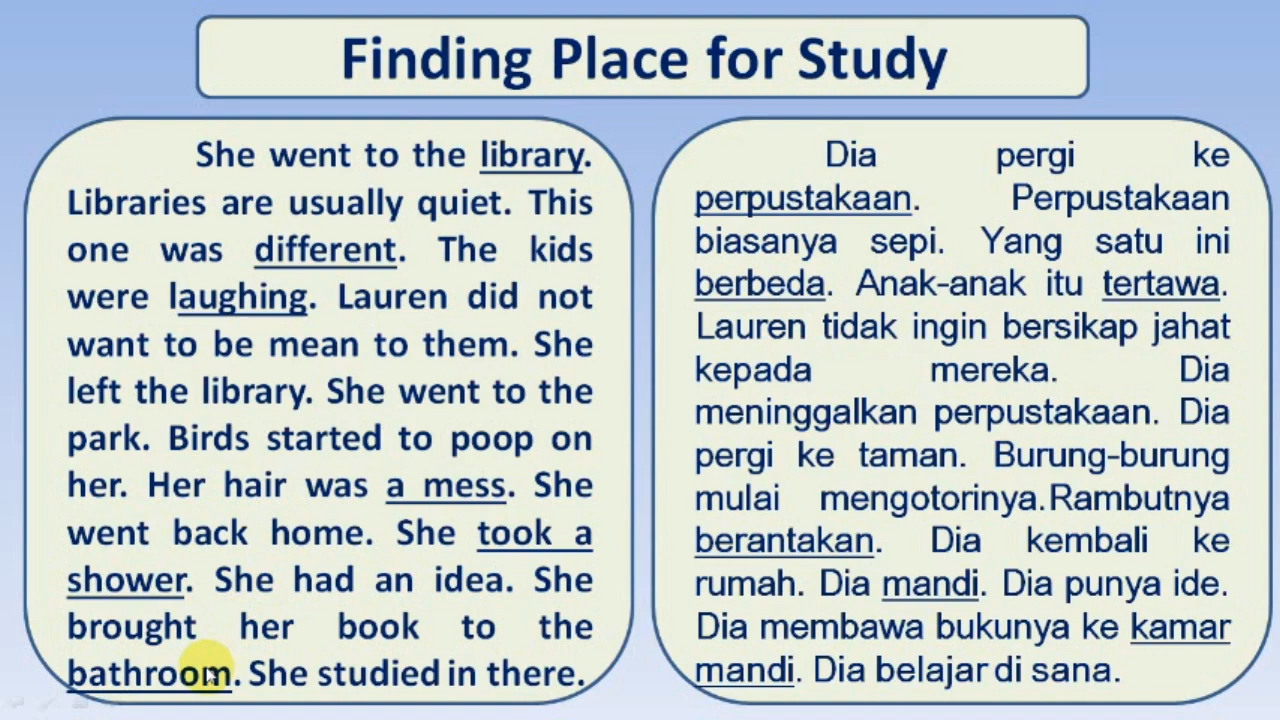 Finding Place for Study
She went to the library.
Libraries are usually quiet. This
one was different. The kids
were laughing. Lauren did not
want to be mean to them. She
left the library. She went to the
park. Birds started to poop on
her. Her hair was a mess. She
went back home. She took a
shower. She had an idea. She
brought her book to the
bathroom. She studied in there.
Dia pergi ke
perpustakaan. Perpustakaan
biasanya sepi. Yang satu ini
berbeda. Anak-anak itu tertawa.
Lauren tidak ingin bersikap jahat
kepada mereka. Dia
meninggalkan perpustakaan. Dia
pergi ke taman. Burung-burung
mulai mengotorinya.Rambutnya
berantakan. Dia kembali ke
rumah. Dia mandi. Dia punya ide.
Dia membawa bukunya ke kamar
mandi. Dia belajar di sana.